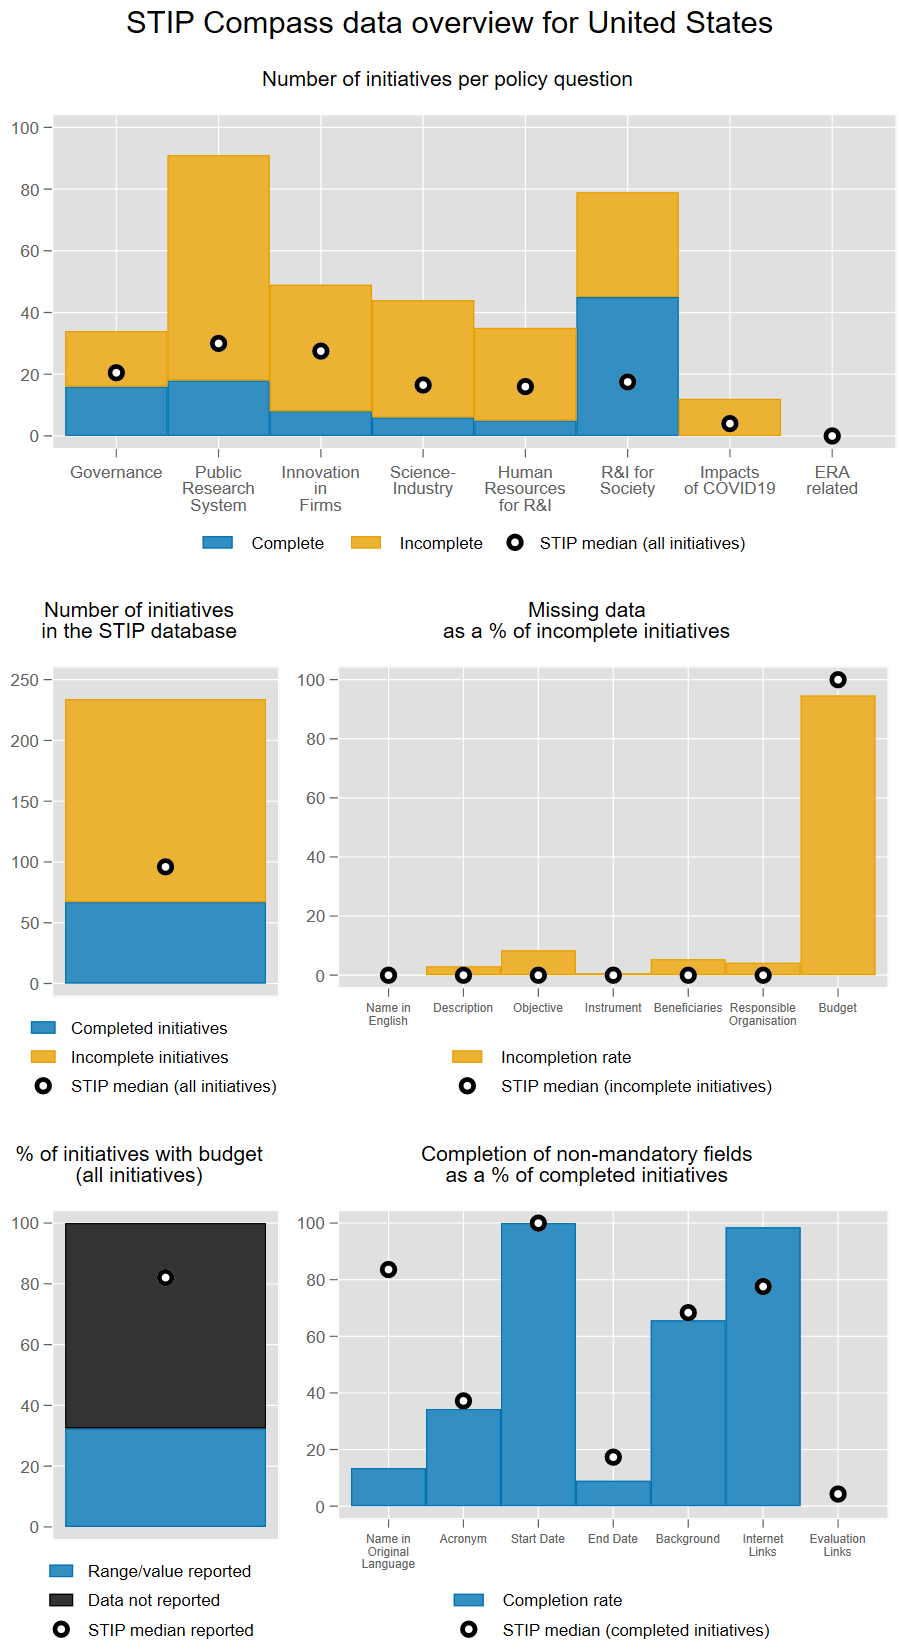 STIP Compass data overview for United States
Number of initiatives per policy question
100
80
60
40
20
0
Governance
Public
Research
System
Innovation
in
Firms
Science-
Industry
Human
Resources
for R&I
R&I for
Society
Impacts
of COVID19
ERA
related
Complete
Incomplete
STIP median (all initiatives)
Number of initiatives
in the STIP database
250
200
150
100
50
0
Completed initiatives
Incomplete initiatives
STIP median (all initiatives)
Missing data
as a % of incomplete initiatives
100
80
60
40
20
0
Name in
English
Description
Objective
Instrument
Beneficiaries
Responsible
Organisation
Budget
Incompletion rate
STIP median (incomplete initiatives)
% of initiatives with budget
(all initiatives)
100
80
60
40
20
0
Range/value reported
Data not reported
STIP median reported
Completion of non-mandatory fields
as a % of completed initiatives
100
80
60
40
20
0
Name in
Original
Language
Acronym
Start Date
End Date
Background
Internet
Links
Evaluation
Links
Completion rate
STIP median (completed initiatives)